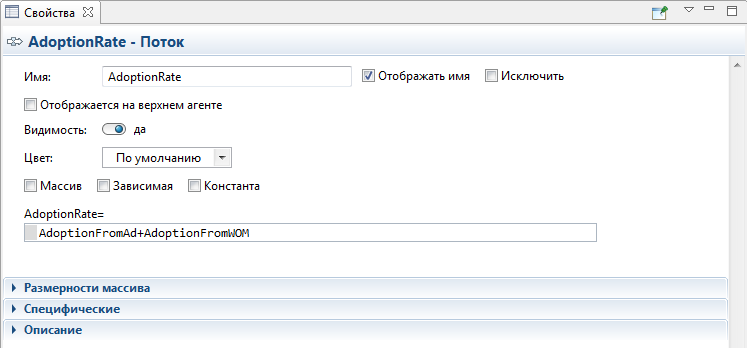 Свойства
AdoptionRate - Поток
Имя: AdoptionRate Отображать имя Исключить
Отображается на верхнем агенте
Видимость: да
Цвет: По умолчанию
Массив Зависимая Константа
AdoptionRate=
AdoptionFromAd+AdoptionFromWOM
Размерности массива
Специфические
Описание